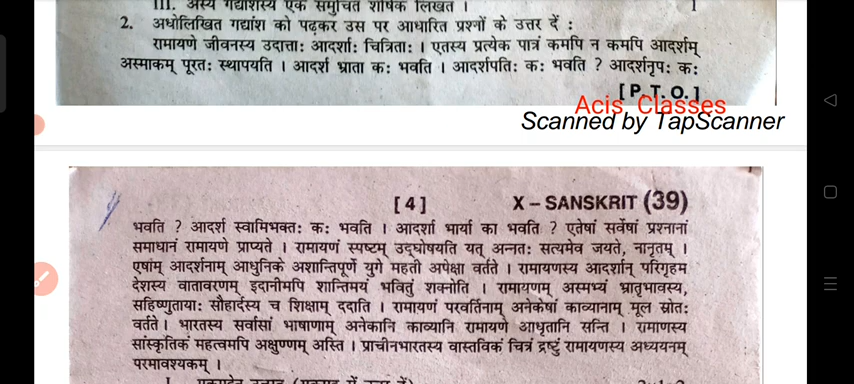 III. अस्य गद्यांशस्य एक समुचितं शीर्षकं लिखत ।
1
2. अधोलिखित गद्यांश को पढ़कर उस पर आधारित प्रश्नों के उत्तर दें :
रामायणे जीवनस्य उदात्ताः आदर्शाः चित्रिताः । एतस्य प्रत्येक पात्रं कमपि न कमपि आदर्शम्
अस्माकम् पूरतः स्थापयति । आदर्श भ्राता कः भवति । आदर्शपतिः कः भवति ? आदर्शनृपः कः
[P.T.O.]
Acis Classes
Scanned by TapScanner
[4] X – SANSKRIT (39)
भवति ? आदर्श स्वामिभक्तः कः भवति । आदर्शा भार्या का भवति ? एतेषां सर्वेषां प्रश्नानां
समाधानं रामायणे प्राप्यते । रामायणं स्पष्टम् उद्घोषयति यत् अन्नतः सत्यमेव जयते, नानृतम् ।
एषाम् आदर्शनाम् आधुनिके अशान्तिपूर्णे युगे महती अपेक्षा वर्तते । रामायणस्य आदर्शान् परिगृहम
देशस्य वातावरणम् इदानीमपि शान्तिमयं भवितुं शक्नोति । रामायणम् अस्मभ्यं भ्रातृभावस्य,
सहिष्णुतायाः सौहार्दस्य च शिक्षाम् ददाति । रामायणं परवर्तिनाम् अनेकेषां काव्यानाम् मूल स्रोतः
वर्तते । भारतस्य सर्वासां भाषाणाम् अनेकानि काव्यानि रामायणे आधृतानि सन्ति । रामाणस्य
सांस्कृतिकं महत्वमपि अक्षुण्णम् अस्ति । प्राचीनभारतस्य वास्तविकं चित्रं द्रष्टुं रामायणस्य अध्ययनम्
परमावश्यकम् ।